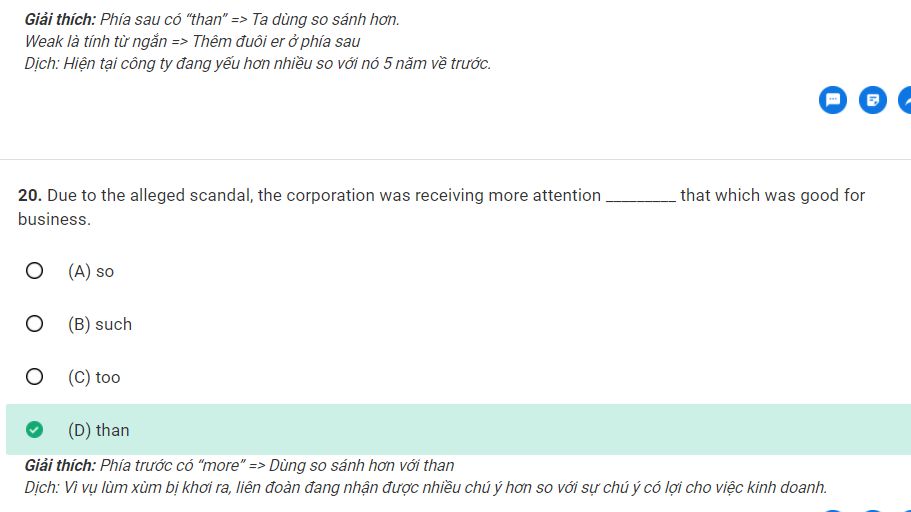 Giải thích: Phía sau có “than” => Ta dùng so sánh hơn.
Weak là tính từ ngắn => Thêm đuôi er ở phía sau
Dịch: Hiện tại công ty đang yếu hơn nhiều so với nó 5 năm về trước.
20. Due to the alleged scandal, the corporation was receiving more attention _________ that which was good for
business.
(A) so
(B) such
(C) too
(D) than
Giải thích: Phía trước có “more” => Dùng so sánh hơn với than
Dịch: Vì vụ lùm xùm bị khơi ra, liên đoàn đang nhận được nhiều chú ý hơn so với sự chú ý có lợi cho việc kinh doanh.